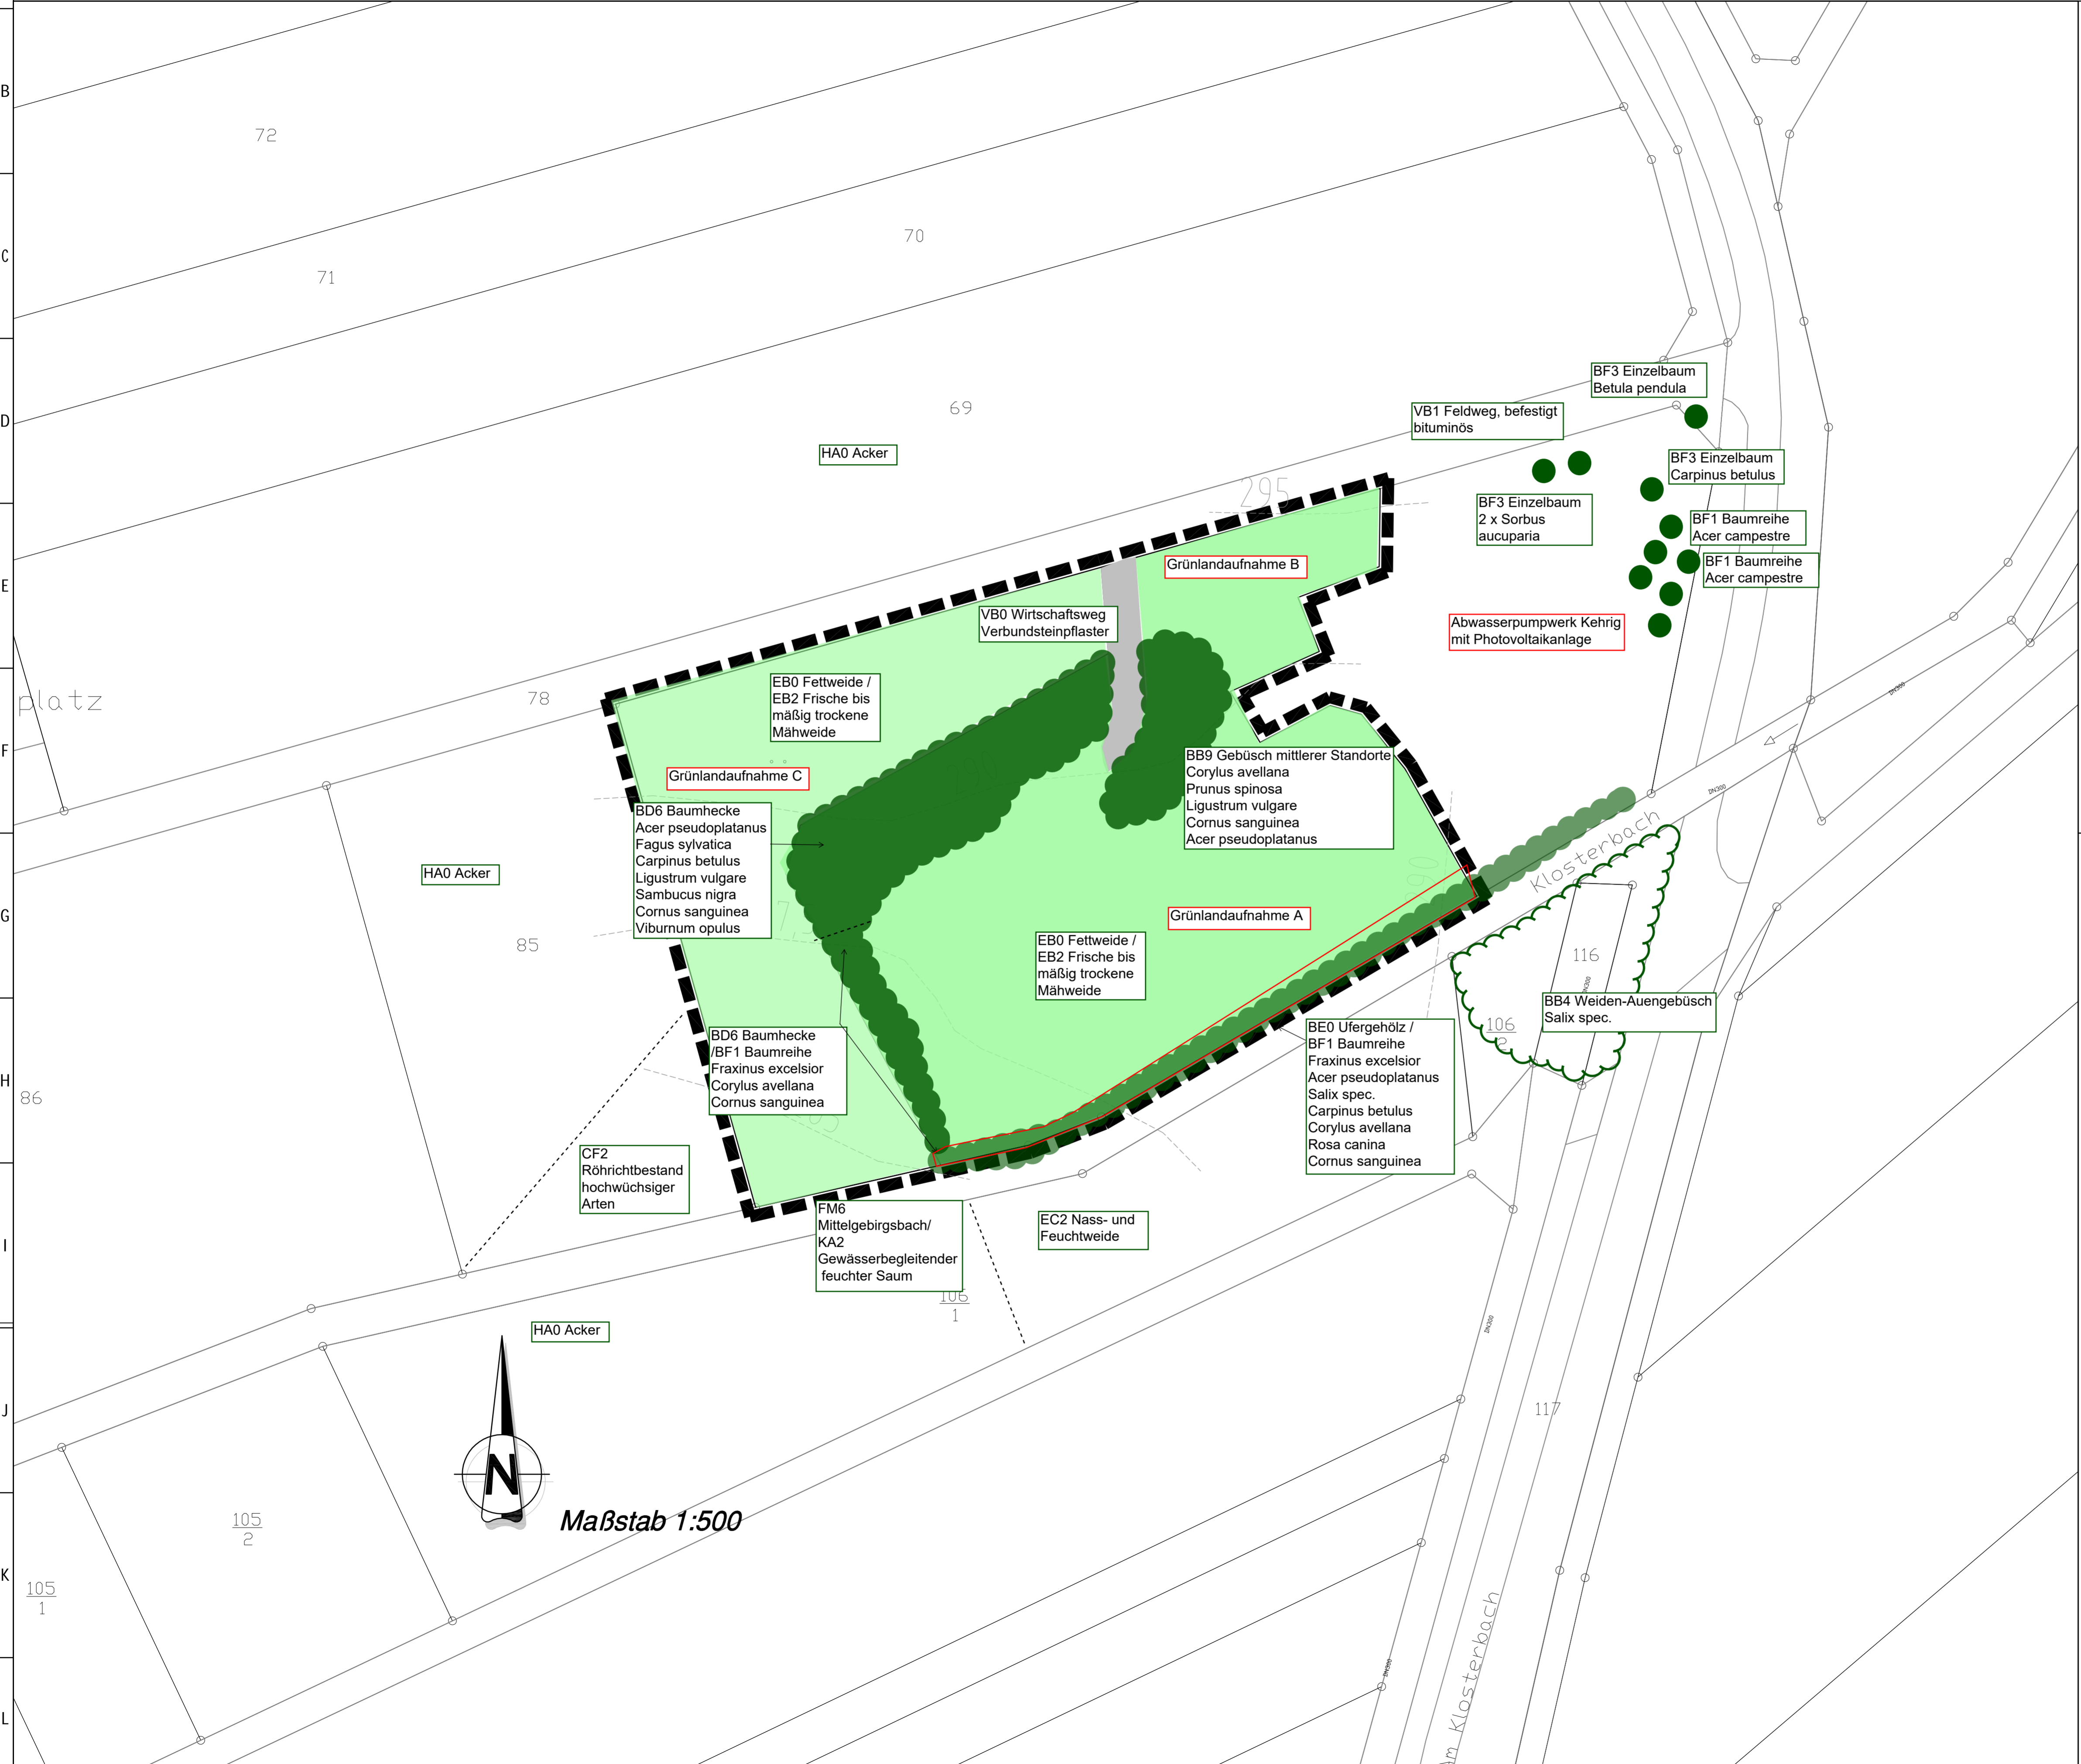 B
72
70
C
71
BF3 Einzelbaum
Betula pendula
69
VB1 Feldweg, befestigt
bituminös
D
HA0 Acker
BF3 Einzelbaum
Carpinus betulus
295
BF3 Einzelbaum
2 x Sorbus
aucuparia
BF1 Baumreihe
Acer campestre
BF1 Baumreihe
Acer campestre
Grünlandaufnahme B
E
VB0 Wirtschaftsweg
Verbundsteinpflaster
Abwasserpumpwerk Kehrig
mit Photovoltaikanlage
platz
78
EB0 Fettweide /
EB2 Frische bis
mäßig trockene
Mähweide
DN300
F
BB9 Gebüsch mittlerer Standorte
Corylus avellana
Prunus spinosa
Ligustrum vulgare
Cornus sanguinea
Acer pseudoplatanus
Grünlandaufnahme C
DN300
BD6 Baumhecke
Acer pseudoplatanus
Fagus sylvatica
Carpinus betulus
Ligustrum vulgare
Sambucus nigra
Cornus sanguinea
Viburnum opulus
Klosterbach
HA0 Acker
G
Grünlandaufnahme A
85
EB0 Fettweide /
EB2 Frische bis
mäßig trockene
Mähweide
116
DN300
BB4 Weiden-Auengebüsch
Salix spec.
106
2
BE0 Ufergehölz /
BF1 Baumreihe
Fraxinus excelsior
Acer pseudoplatanus
Salix spec.
Carpinus betulus
Corylus avellana
Rosa canina
Cornus sanguinea
BD6 Baumhecke
/BF1 Baumreihe
Fraxinus excelsior
Corylus avellana
Cornus sanguinea
H
86
CF2
Röhrichtbestand
hochwüchsiger
Arten
FM6
Mittelgebirgsbach/
KA2
Gewässerbegleitender
feuchter Saum
EC2 Nass- und
Feuchtweide
I
106
1
HA0 Acker
DN300
J
117
N
Maßstab 1:500
105
2
K
105
1
DN300
L
Klosterbach